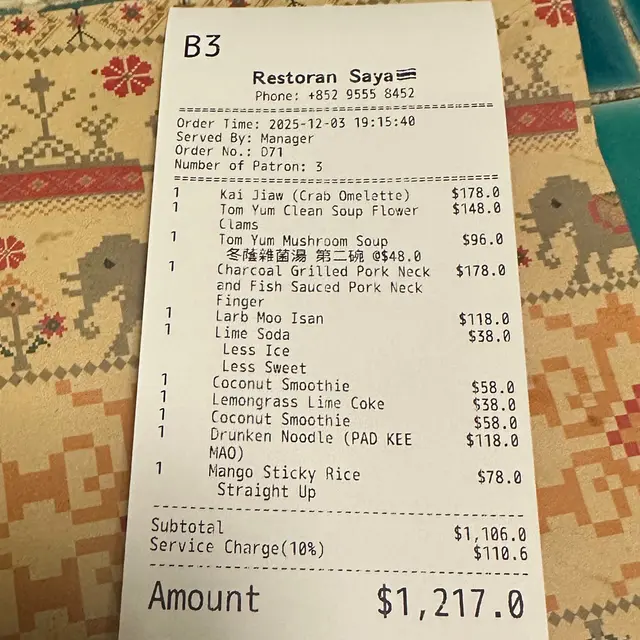 B3
Restoran Saya
Phone: +852 9555 8452
Order Time: 2025-12-03 19:15:40
Served By: Manager
Order No.: D71
Number of Patron: 3
1 Kai Jiaw (Crab Omelette) $178.0
1 Tom Yum Clean Soup Flower $148.0
Clams
1 Tom Yum Mushroom Soup $96.0
冬蔭雜菌湯 第二碗 @$48.0
1 Charcoal Grilled Pork Neck $178.0
and Fish Sauced Pork Neck
Finger
1 Larb Moo Isan $118.0
1 Lime Soda $38.0
Less Ice
Less Sweet
1 Coconut Smoothie $58.0
1 Lemongrass Lime Coke $38.0
1 Coconut Smoothie $58.0
1 Drunken Noodle (PAD KEE $118.0
MAO)
1 Mango Sticky Rice $78.0
Straight Up
Subtotal $1,106.0
Service Charge(10%) $110.6
Amount $1,217.0